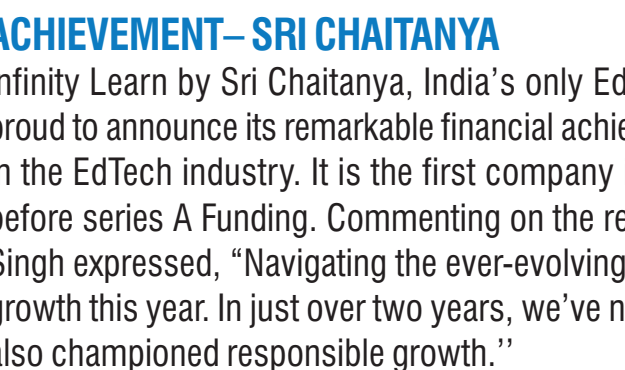 ACHIEVEMENT– SRI CHAITANYA
Infinity Learn by Sri Chaitanya, India’s only Ed
proud to announce its remarkable financial achie
in the EdTech industry. It is the first company
before series A Funding. Commenting on the re
Singh expressed, “Navigating the ever-evolving
growth this year. In just over two years, we’ve n
also championed responsible growth.’’